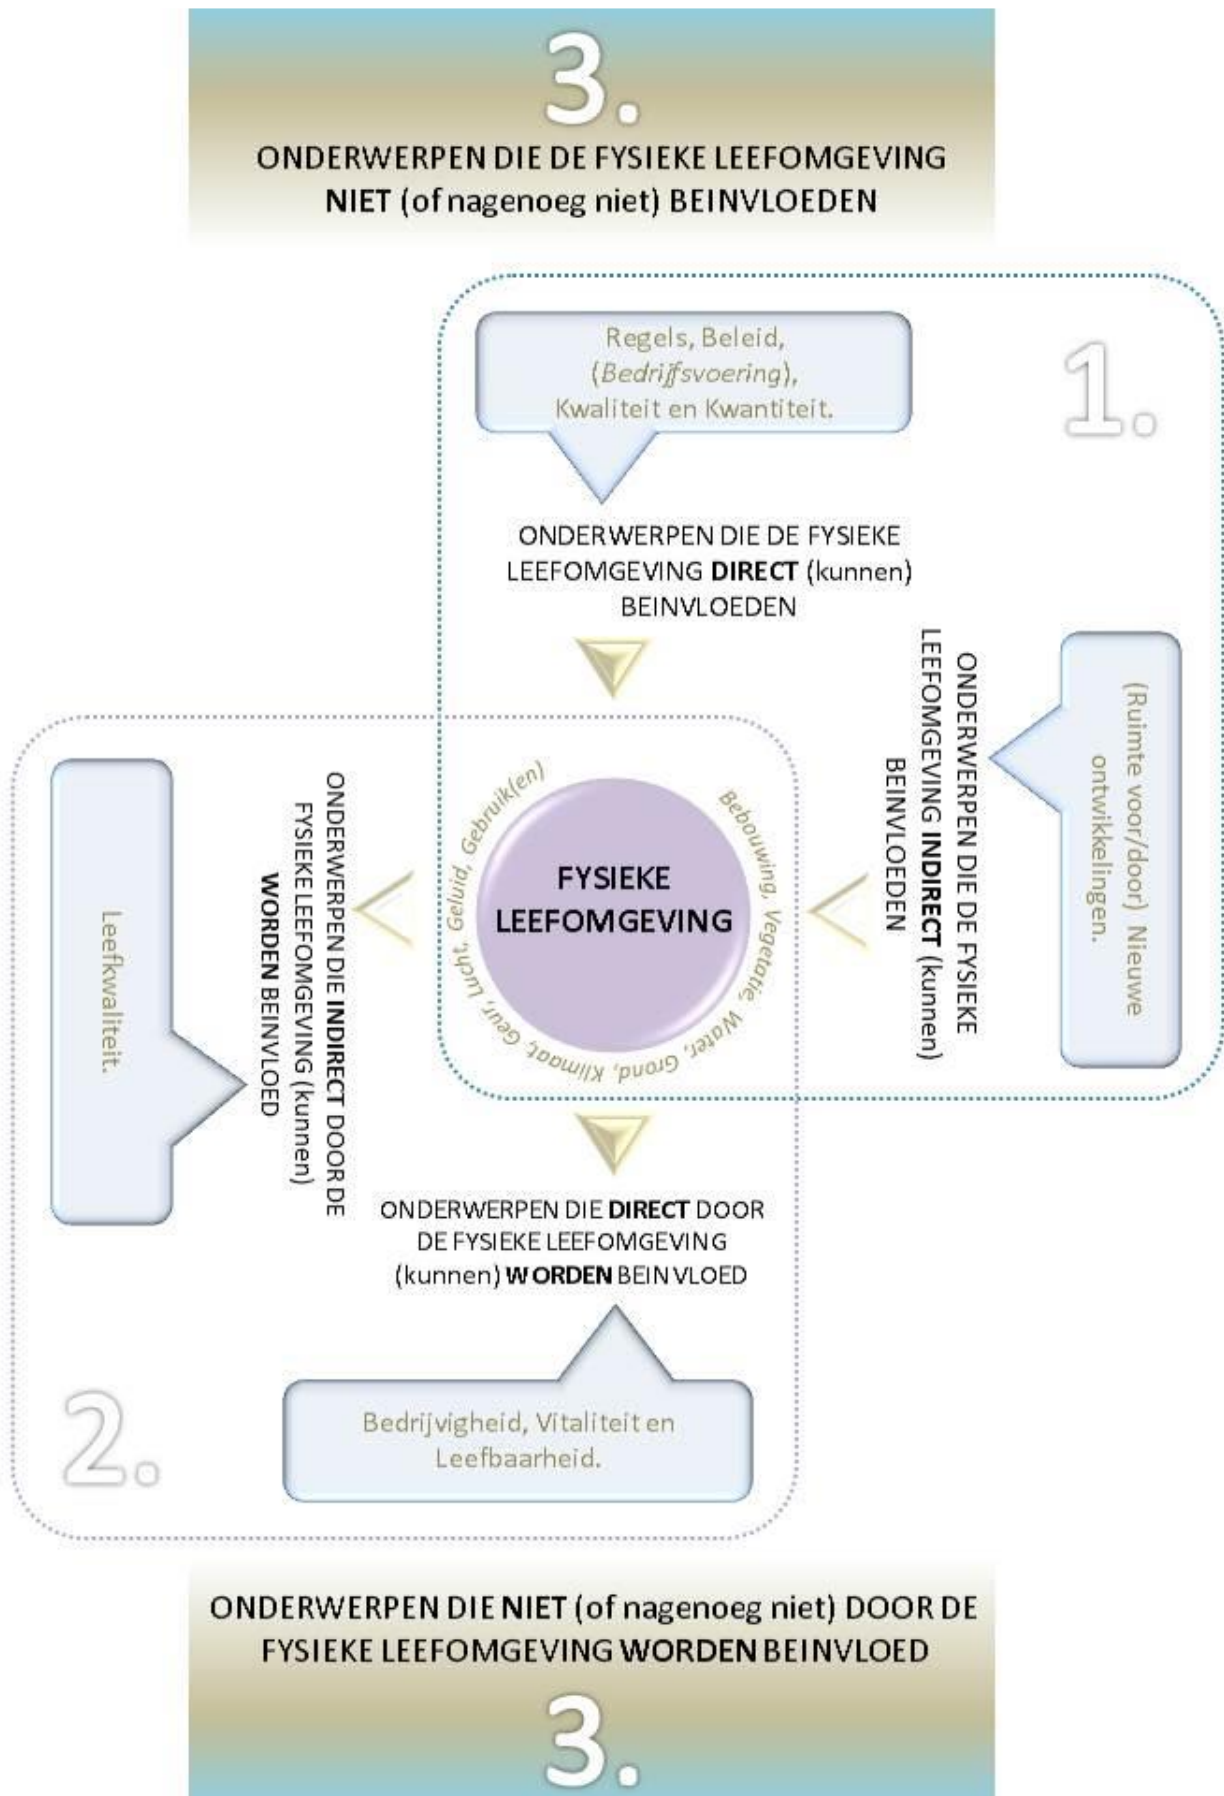 3.
ONDERWERPEN DIE DE FYSIEKE LEEFOMGEVING
NIET (of nagenoeg niet) BEINVLOEDEN
1.
Regels, Beleid,
(Bedrijfsvoering),
Kwaliteit en Kwantiteit.
ONDERWERPEN DIE DE FYSIEKE
LEEFOMGEVING DIRECT (kunnen)
BEINVLOEDEN
(Ruimte voor/door) Nieuwe
ontwikkelingen.
ONDERWERPEN DIE DE FYSIEKE
LEEFOMGEVING INDIRECT (kunnen)
BEINVLOEDEN
FYSIEKE
LEEFOMGEVING
Bebouwing, Vegetatie, Water, Grond, Klimaat, Geur, Lucht, Geluid, Gebruik(en)
ONDERWERPEN DIE INDIRECT DOOR DE
FYSIEKE LEEFOMGEVING (kunnen)
WORDEN BEINVLOED
Leefkwaliteit.
ONDERWERPEN DIE DIRECT DOOR
DE FYSIEKE LEEFOMGEVING
(kunnen) WORDEN BEINVLOED
2.
Bedrijvigheid, Vitaliteit en
Leefbaarheid.
ONDERWERPEN DIE NIET (of nagenoeg niet) DOOR DE
FYSIEKE LEEFOMGEVING WORDEN BEINVLOED
3.